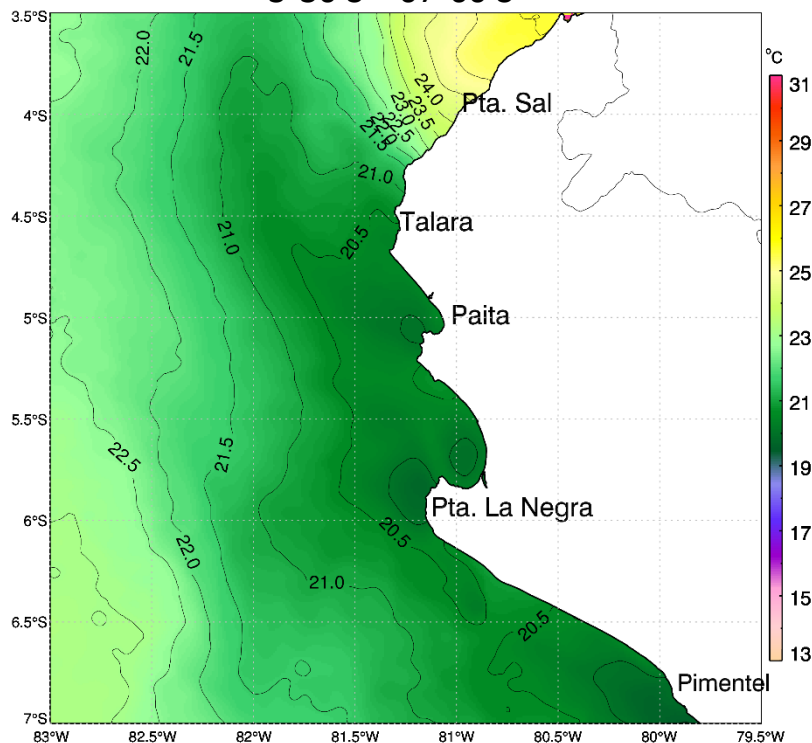 3.5°S
4°S
4.5°S
5°S
5.5°S
6°S
6.5°S
7°S
83°W
82.5°W
82°W
81.5°W
81°W
80.5°W
80°W
79.5°W
22.0
21.5
24.0
23.5
21.0
21.0
20.5
22.5
21.5
22.0
20.5
21.0
20.5
Pta. Sal
Talara
Paita
Pta. La Negra
Pimentel
°C
31
29
27
25
23
21
19
17
15
13